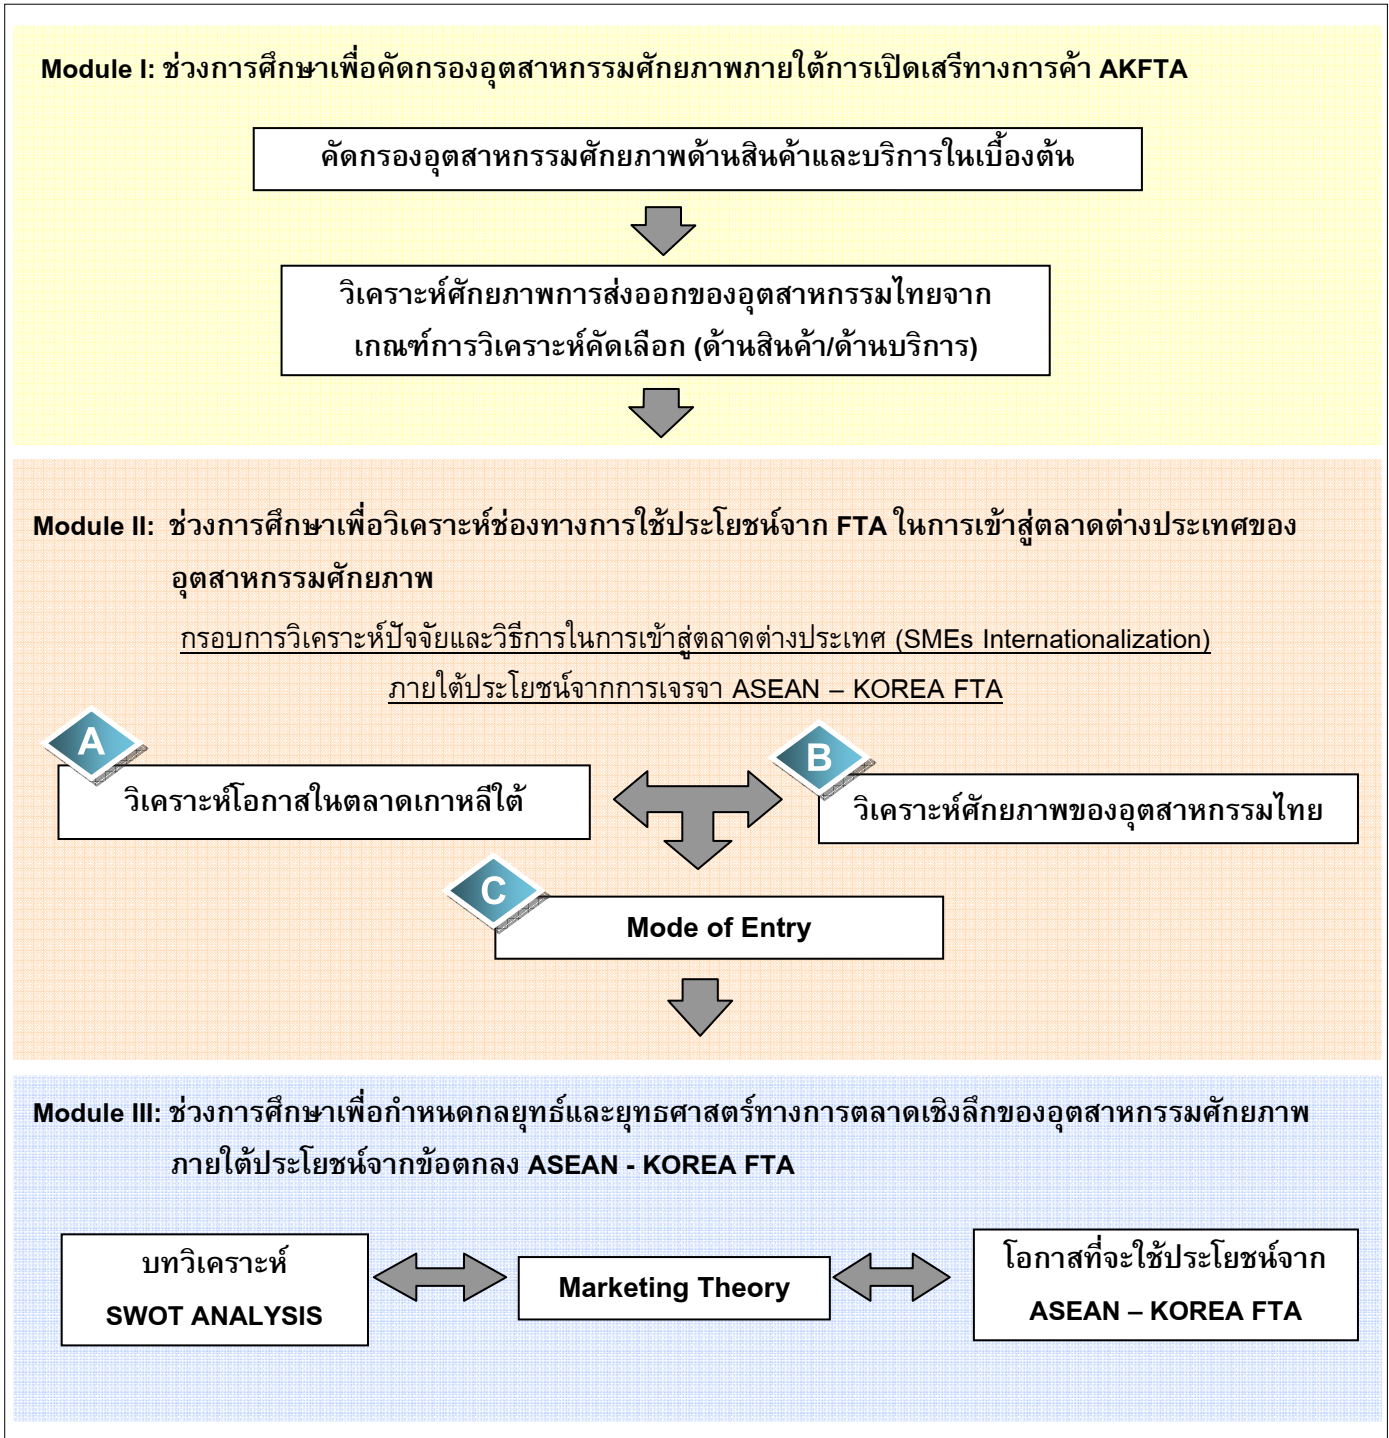 Module I: ช่วงการศึกษาเพื่อคัดกรองอุตสาหกรรมศักยภาพภายใต้การเปิดเสรีทางการค้า AKFTA
คัดกรองอุตสาหกรรมศักยภาพด้านสินค้าและบริการในเบื้องต้น
วิเคราะห์ศักยภาพการส่งออกของอุตสาหกรรมไทยจาก
เกณฑ์การวิเคราะห์คัดเลือก (ด้านสินค้า/ด้านบริการ)
Module II: ช่วงการศึกษาเพื่อวิเคราะห์ช่องทางการใช้ประโยชน์จาก FTA ในการเข้าสู่ตลาดต่างประเทศของ
อุตสาหกรรมศักยภาพ
กรอบการวิเคราะห์ปัจจัยและวิธีการในการเข้าสู่ตลาดต่างประเทศ (SMEs Internationalization)
ภายใต้ประโยชน์จากการเจรจา ASEAN – KOREA FTA
A
วิเคราะห์โอกาสในตลาดเกาหลีใต้
B
วิเคราะห์ศักยภาพของอุตสาหกรรมไทย
C
Mode of Entry
Module III: ช่วงการศึกษาเพื่อกำหนดกลยุทธ์และยุทธศาสตร์ทางการตลาดเชิงลึกของอุตสาหกรรมศักยภาพ
ภายใต้ประโยชน์จากข้อตกลง ASEAN - KOREA FTA
บทวิเคราะห์
SWOT ANALYSIS
Marketing Theory
โอกาสที่จะใช้ประโยชน์จาก
ASEAN – KOREA FTA